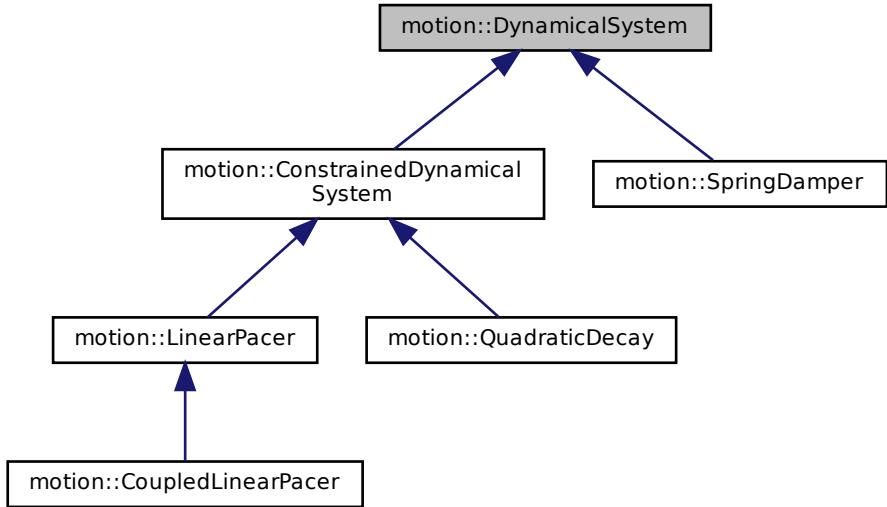 motion::DynamicalSystem
motion::ConstrainedDynamical
System
motion::SpringDamper
motion::LinearPacer
motion::QuadraticDecay
motion::CoupledLinearPacer